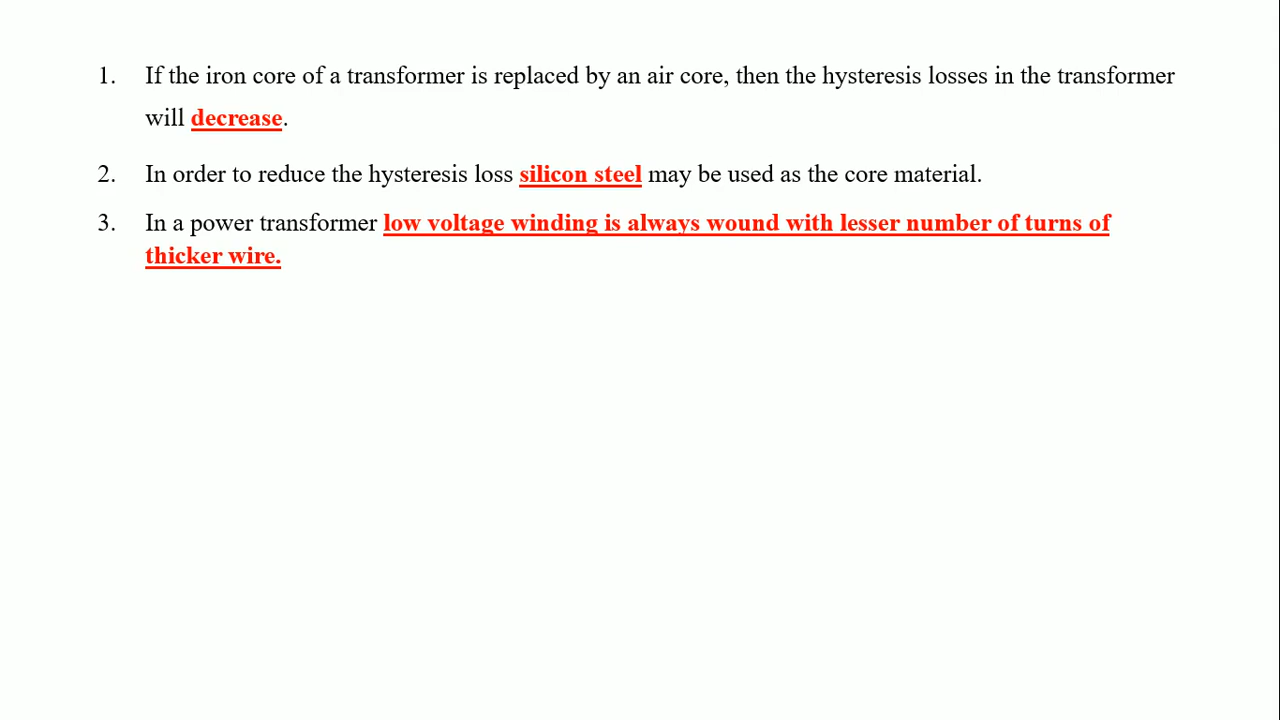 1. If the iron core of a transformer is replaced by an air core, then the hysteresis losses in the transformer
will decrease.
2. In order to reduce the hysteresis loss silicon steel may be used as the core material.
3. In a power transformer low voltage winding is always wound with lesser number of turns of
thicker wire.